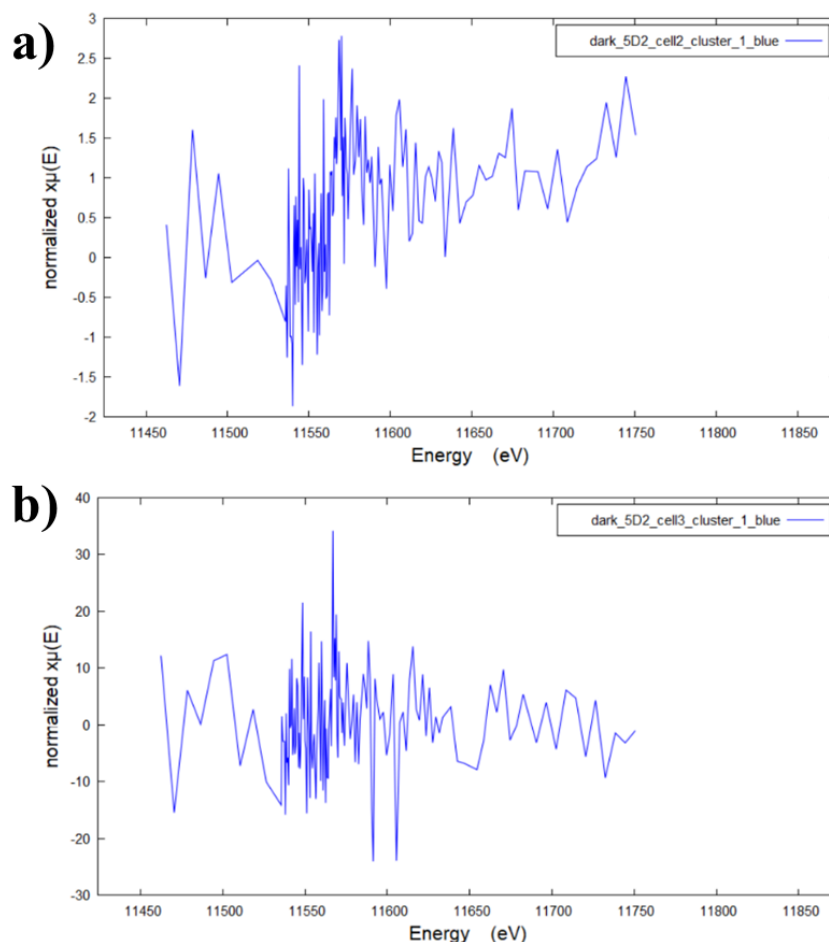 a)
3
2.5
2
1.5
1
0.5
0
-0.5
-1
-1.5
-2
normalized xμ(E)
dark_5D2_cell2_cluster_1_blue
11450 11500 11550 11600 11650 11700 11750 11800 11850
Energy (eV)
b)
40
30
20
10
0
-10
-20
-30
normalized xμ(E)
dark_5D2_cell3_cluster_1_blue
11450 11500 11550 11600 11650 11700 11750 11800 11850
Energy (eV)